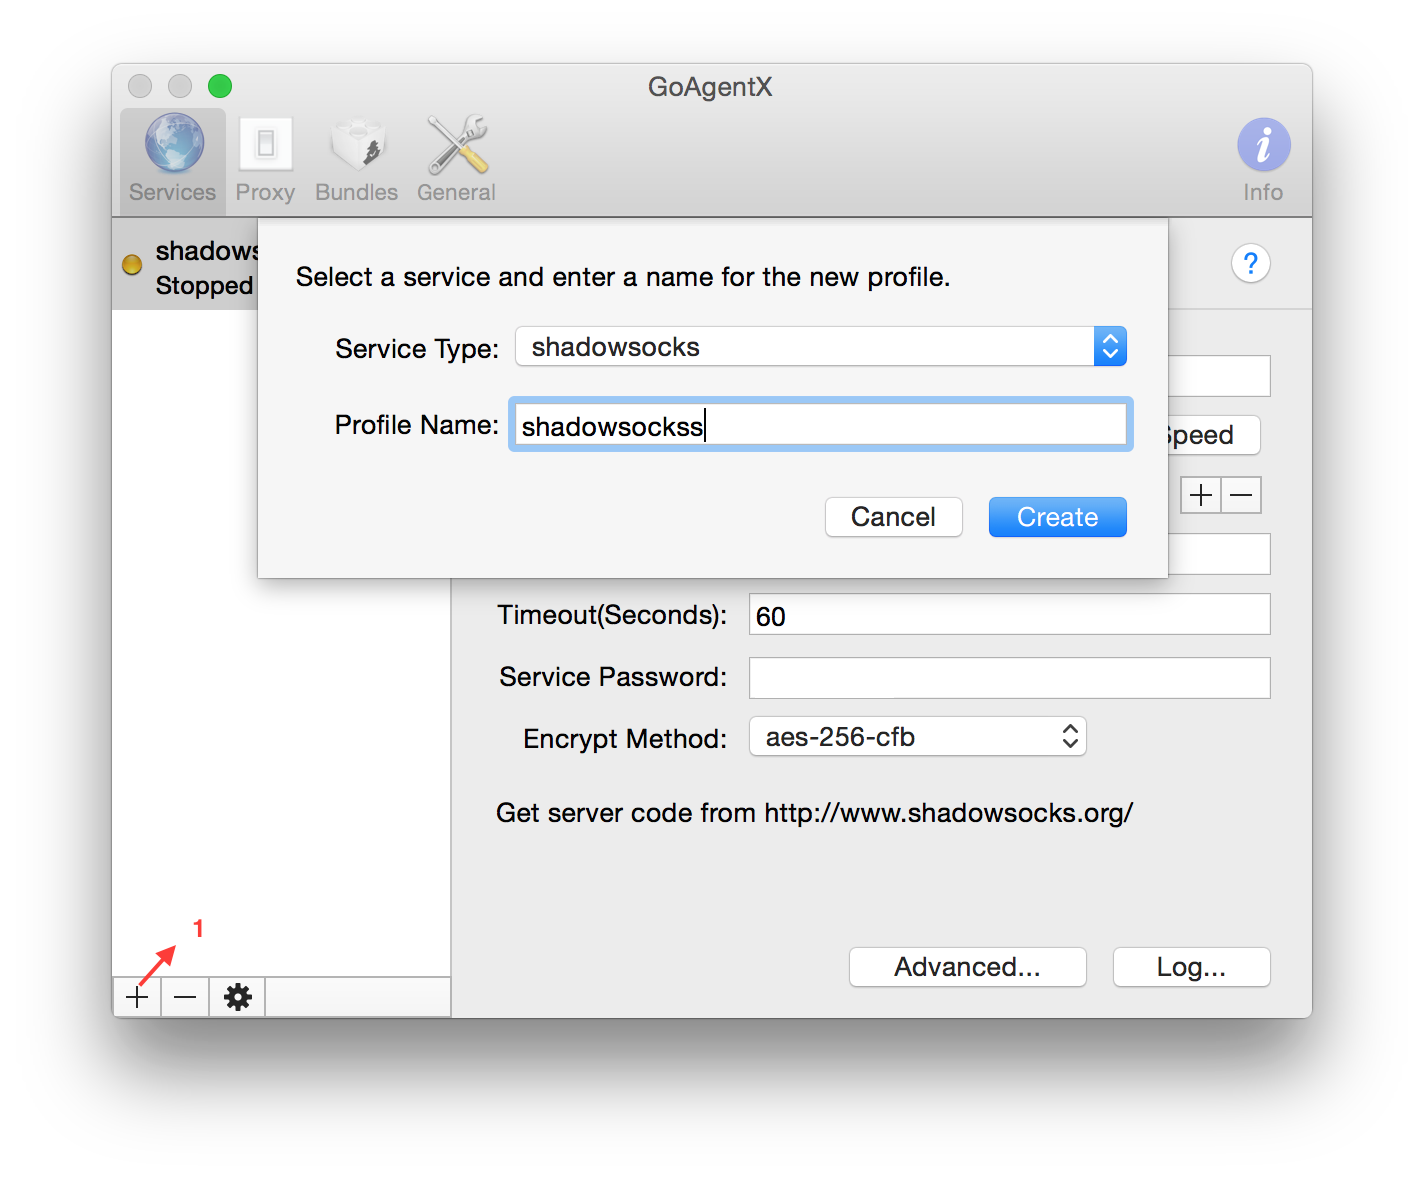 GoAgentX
Services
Proxy
Bundles
General
Info
Stopped
Select a service and enter a name for the new profile.
Service Type: shadowsocks
Profile Name: shadowsockss
Cancel
Create
Timeout(Seconds): 60
Service Password:
Encrypt Method: aes-256-cfb
Get server code from http://www.shadowsocks.org/
1
Advanced...
Log...